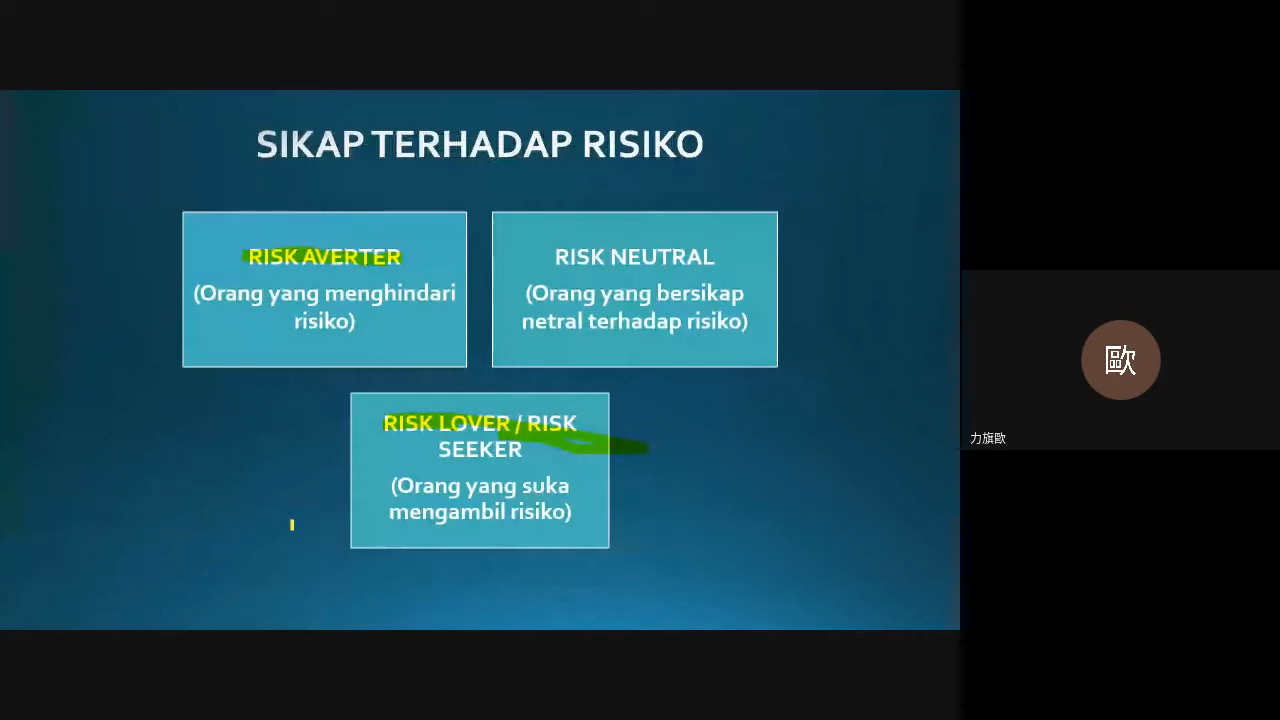 SIKAP TERHADAP RISIKO
RISK AVERTER
(Orang yang menghindari
risiko)
RISK NEUTRAL
(Orang yang bersikap
netral terhadap risiko)
RISK LOVER / RISK
SEEKER
(Orang yang suka
mengambil risiko)
歐
力旗歐